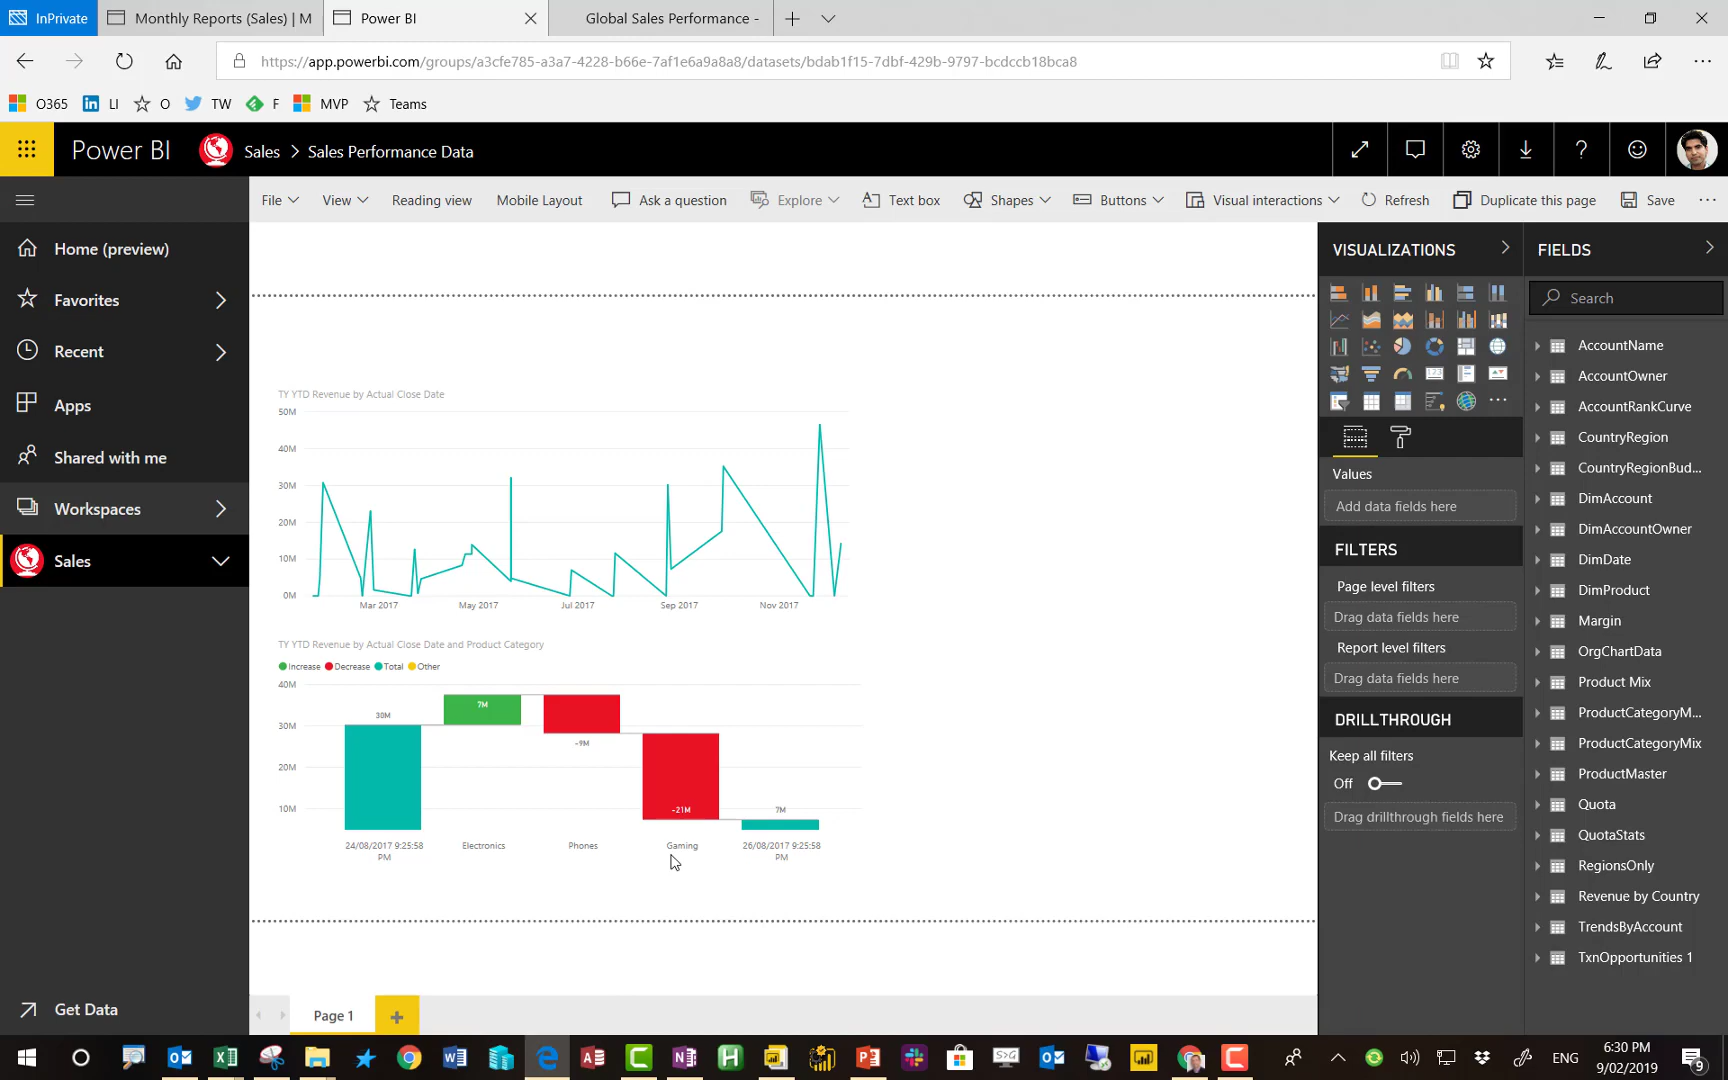 InPrivate
Monthly Reports (Sales) | M
Power BI
Global Sales Performance -
https://app.powerbi.com/groups/a3cfe785-a3a7-4228-b66e-7af1e6a9a8a8/datasets/bdab1f15-7dbf-429b-9797-bcdccb18bca8
O365
LI
O
TW
F
MVP
Teams
Power BI
Sales > Sales Performance Data
File
View
Reading view
Mobile Layout
Ask a question
Explore
Text box
Shapes
Buttons
Visual interactions
Refresh
Duplicate this page
Save
Home (preview)
Favorites
Recent
Apps
Shared with me
Workspaces
Sales
Get Data
TY YTD Revenue by Actual Close Date
50M
40M
30M
20M
10M
0M
Mar 2017
May 2017
Jul 2017
Sep 2017
Nov 2017
TY YTD Revenue by Actual Close Date and Product Category
Increase Decrease Total Other
40M
30M
20M
10M
30M
7M
-9M
-21M
7M
24/08/2017 9:25:58
PM
Electronics
Phones
Gaming
26/08/2017 9:25:58
PM
Page 1
VISUALIZATIONS
Values
Add data fields here
FILTERS
Page level filters
Drag data fields here
Report level filters
Drag data fields here
DRILLTHROUGH
Keep all filters
Off
Drag drillthrough fields here
FIELDS
Search
AccountName
AccountOwner
AccountRankCurve
CountryRegion
CountryRegionBud...
DimAccount
DimAccountOwner
DimDate
DimProduct
Margin
OrgChartData
Product Mix
ProductCategoryM...
ProductCategoryMix
ProductMaster
Quota
QuotaStats
RegionsOnly
Revenue by Country
TrendsByAccount
TxnOpportunities 1
ENG
6:30 PM
9/02/2019
9